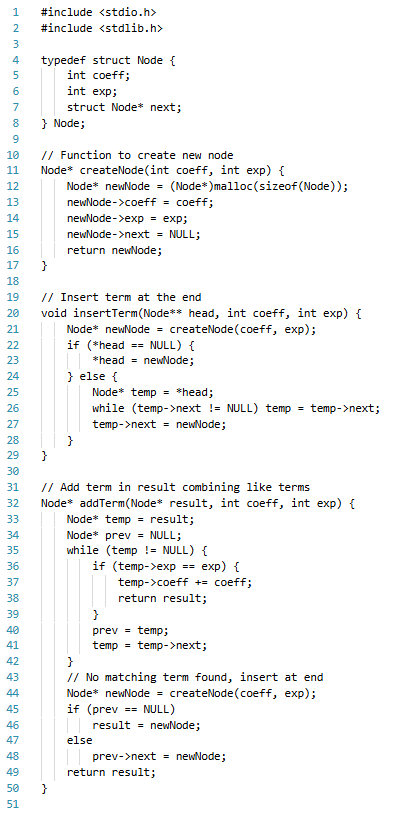 1 #include <stdio.h>
2 #include <stdlib.h>
3
4 typedef struct Node {
5     int coeff;
6     int exp;
7     struct Node* next;
8 } Node;
9
10 // Function to create new node
11 Node* createNode(int coeff, int exp) {
12     Node* newNode = (Node*)malloc(sizeof(Node));
13     newNode->coeff = coeff;
14     newNode->exp = exp;
15     newNode->next = NULL;
16     return newNode;
17 }
18
19 // Insert term at the end
20 void insertTerm(Node** head, int coeff, int exp) {
21     Node* newNode = createNode(coeff, exp);
22     if (*head == NULL) {
23         *head = newNode;
24     } else {
25         Node* temp = *head;
26         while (temp->next != NULL) temp = temp->next;
27         temp->next = newNode;
28     }
29 }
30
31 // Add term in result combining like terms
32 Node* addTerm(Node* result, int coeff, int exp) {
33     Node* temp = result;
34     Node* prev = NULL;
35     while (temp != NULL) {
36         if (temp->exp == exp) {
37             temp->coeff += coeff;
38             return result;
39         }
40         prev = temp;
41         temp = temp->next;
42     }
43     // No matching term found, insert at end
44     Node* newNode = createNode(coeff, exp);
45     if (prev == NULL)
46         result = newNode;
47     else
48         prev->next = newNode;
49     return result;
50 }
51